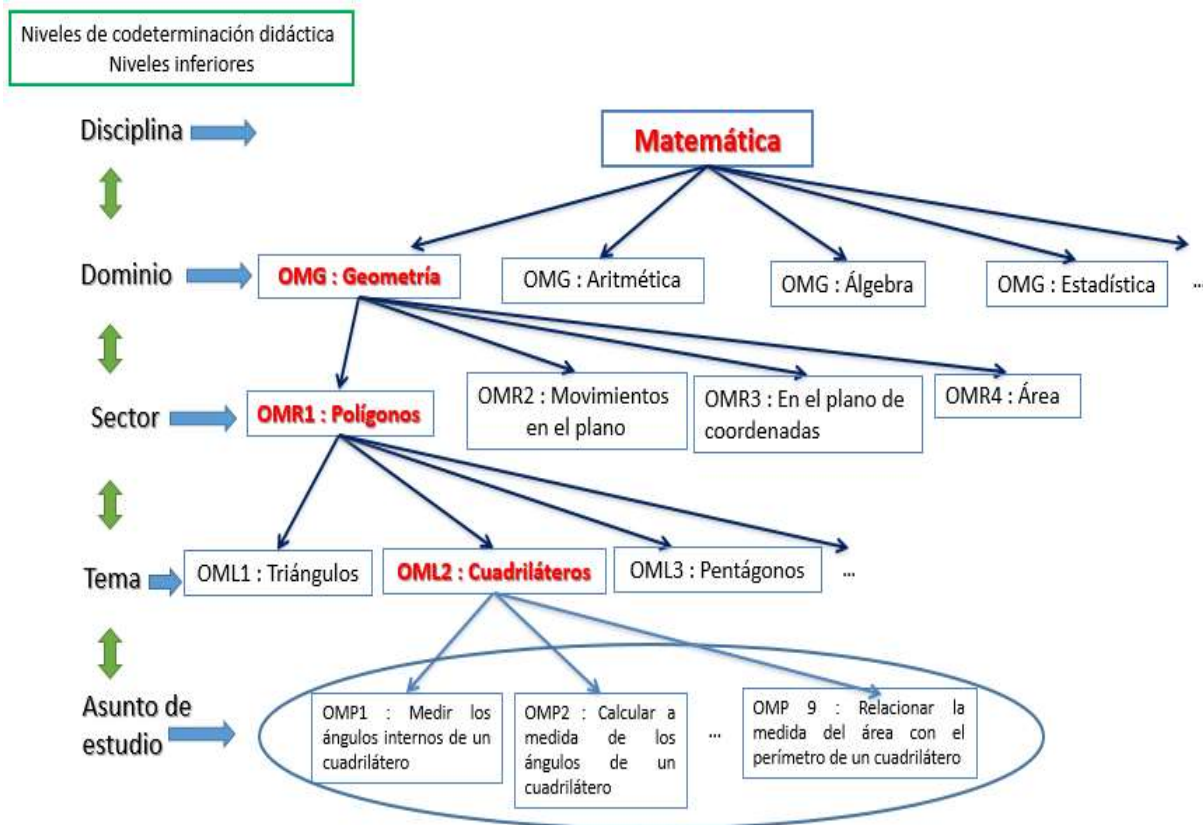 Niveles de codeterminación didáctica
Niveles inferiores
Disciplina
Matemática
Dominio
OMG : Geometría
OMG : Aritmética
OMG : Álgebra
OMG : Estadística
...
Sector
OMR1 : Polígonos
OMR2 : Movimientos
en el plano
OMR3 : En el plano de
coordenadas
OMR4 : Área
Tema
OML1 : Triángulos
OML2 : Cuadriláteros
OML3 : Pentágonos
...
Asunto de
estudio
OMP1 : Medir los
ángulos internos de un
cuadrilátero
OMP2 : Calcular a
medida de los
ángulos de un
cuadrilátero
...
OMP 9 : Relacionar la
medida del área con el
perímetro de un cuadrilátero